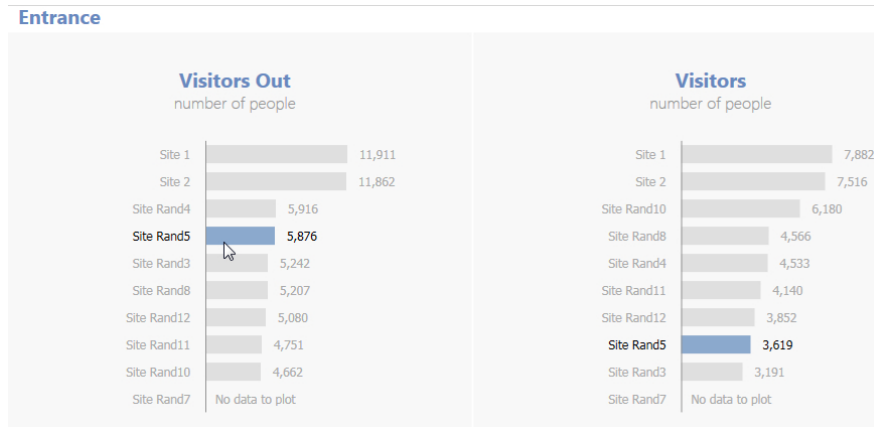 Entrance
Visitors Out
number of people
Site 1 11,911
Site 2 11,862
Site Rand4 5,916
Site Rand5 5,876
Site Rand3 5,242
Site Rand8 5,207
Site Rand12 5,080
Site Rand11 4,751
Site Rand10 4,662
Site Rand7 No data to plot
Visitors
number of people
Site 1 7,882
Site 2 7,516
Site Rand10 6,180
Site Rand8 4,566
Site Rand4 4,533
Site Rand11 4,140
Site Rand12 3,852
Site Rand5 3,619
Site Rand3 3,191
Site Rand7 No data to plot